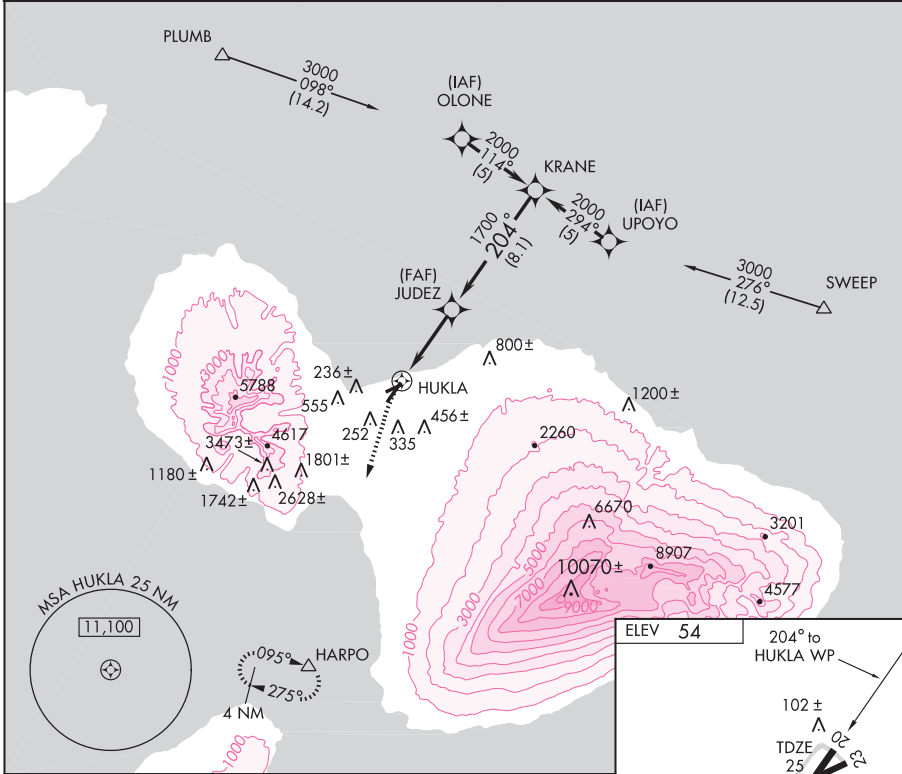 PLUMB
3000
098°
(14.2)
(IAF)
OLONE
2000
114°
(5)
KRANE
(IAF)
UPOYO
2000
294°
(5)
3000
276°
(12.5)
SWEEP
1700
204°
(8.1)
(FAF)
JUDEZ
HUKLA
800±
236±
555
252
335
456±
1200±
1000
3000
5788
4617
3473±
1180±
1801±
1742±
2628±
2260
6670
3201
8907
10070±
4577
5000
7000
9000
3000
1000
MSA HUKLA 25 NM
11,100
095°
HARPO
275°
4 NM
1000
ELEV 54
204° to
HUKLA WP
102 ±
TDZE
25
20
23